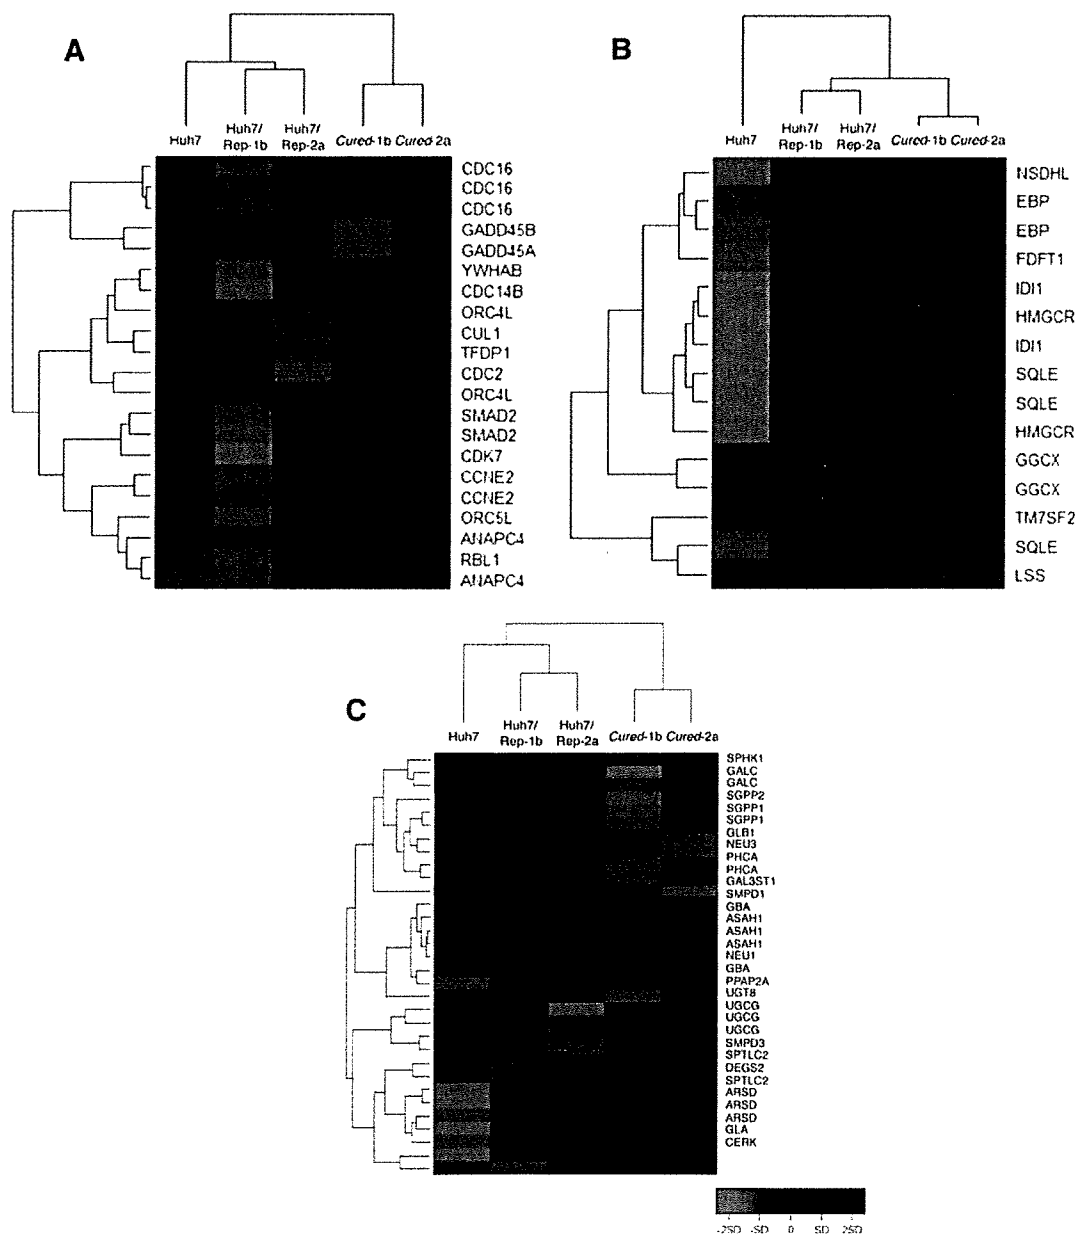 A
Huh7
Huh7/
Rep-1b
Huh7/
Rep-2a
Cured-1b
Cured-2a
CDC16
CDC16
CDC16
GADD45B
GADD45A
YWHAB
CDC14B
ORC4L
CUL1
TFDP1
CDC2
ORC4L
SMAD2
SMAD2
CDK7
CCNE2
CCNE2
ORC5L
ANAPC4
RBL1
ANAPC4
B
Huh7
Huh7/
Rep-1b
Huh7/
Rep-2a
Cured-1b
Cured-2a
NSDHL
EBP
EBP
FDFT1
IDI1
HMGCR
IDI1
SQLE
SQLE
HMGCR
GGCX
GGCX
TM7SF2
SQLE
LSS
C
Huh7
Huh7/
Rep-1b
Huh7/
Rep-2a
Cured-1b
Cured-2a
SPHK1
GALC
GALC
SGPP2
SGPP1
SGPP1
GLB1
NEU3
PHCA
PHCA
GAL3ST1
SMPD1
GBA
ASAH1
ASAH1
ASAH1
NEU1
GBA
PPAP2A
UGT8
UGCG
UGCG
UGCG
SMPD3
SPTLC2
DEGS2
SPTLC2
ARSD
ARSD
ARSD
GLA
CERK
-2SD -SD 0 SD 2SD